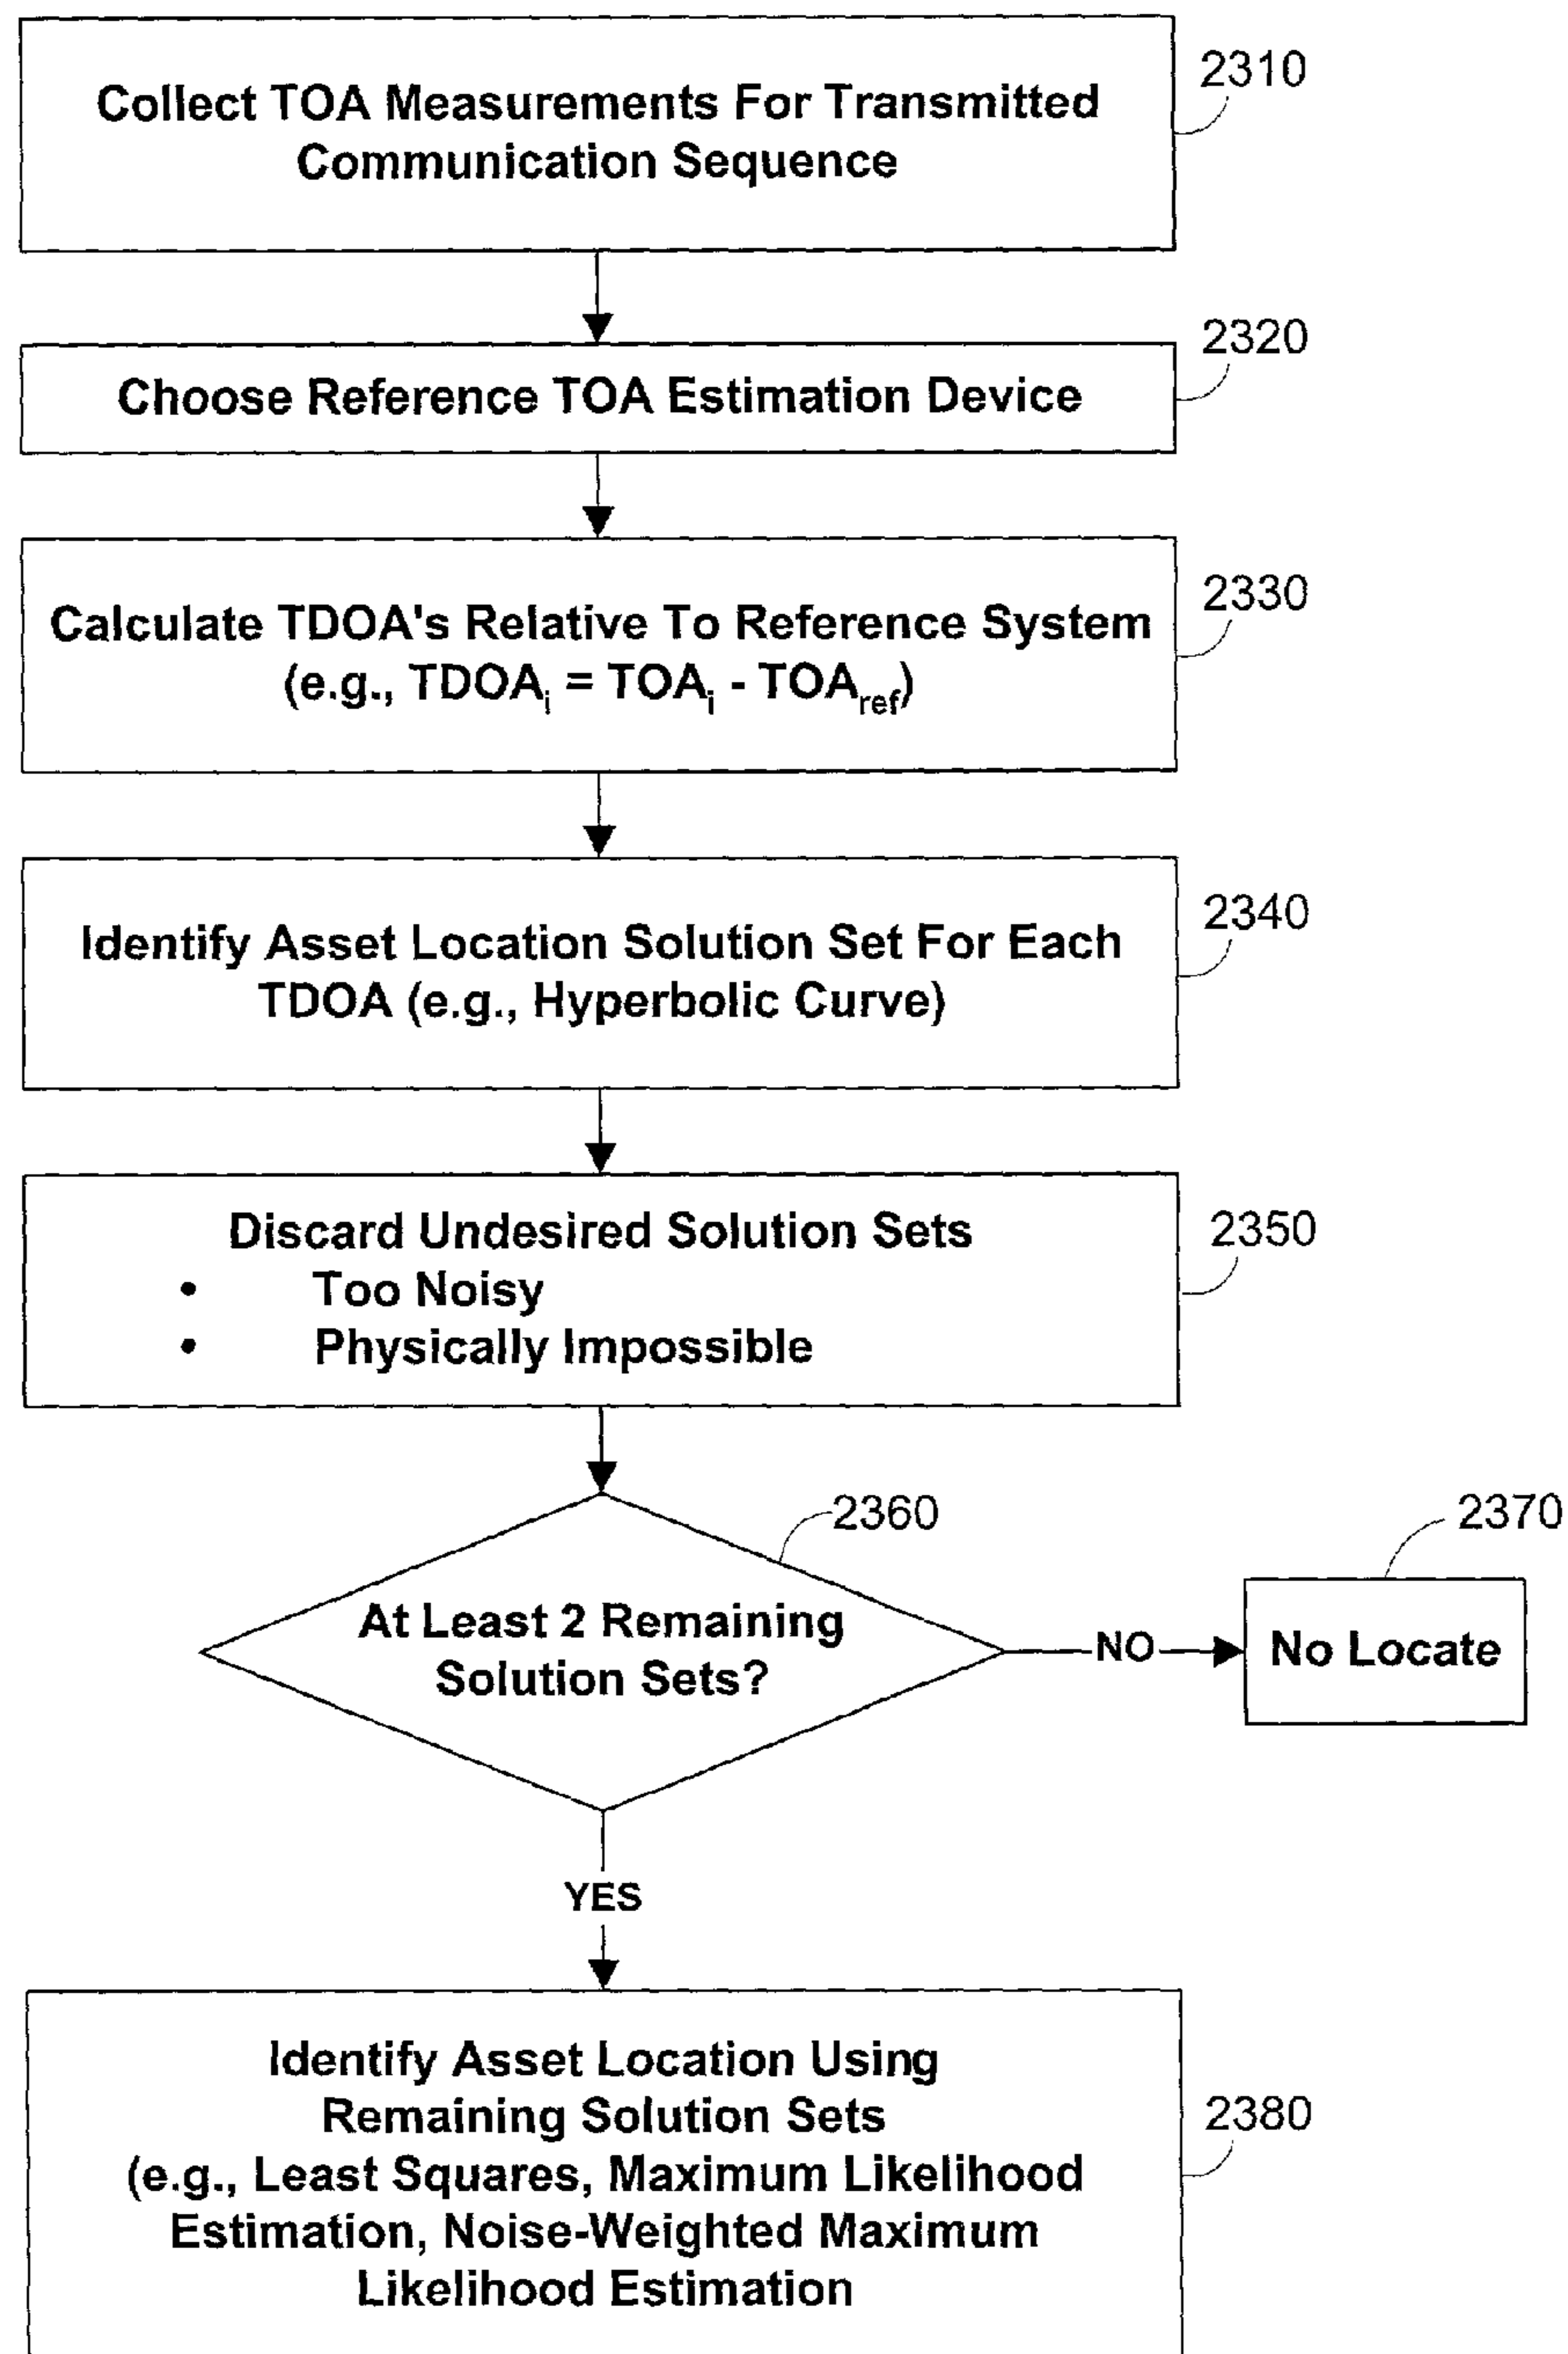 Collect TOA Measurements For Transmitted
Communication Sequence
2310
Choose Reference TOA Estimation Device
2320
Calculate TDOA's Relative To Reference System
(e.g., TDOAi = TOAi - TOAref)
2330
Identify Asset Location Solution Set For Each
TDOA (e.g., Hyperbolic Curve)
2340
Discard Undesired Solution Sets
• Too Noisy
• Physically Impossible
2350
At Least 2 Remaining
Solution Sets?
2360
NO
No Locate
2370
YES
Identify Asset Location Using
Remaining Solution Sets
(e.g., Least Squares, Maximum Likelihood
Estimation, Noise-Weighted Maximum
Likelihood Estimation
2380